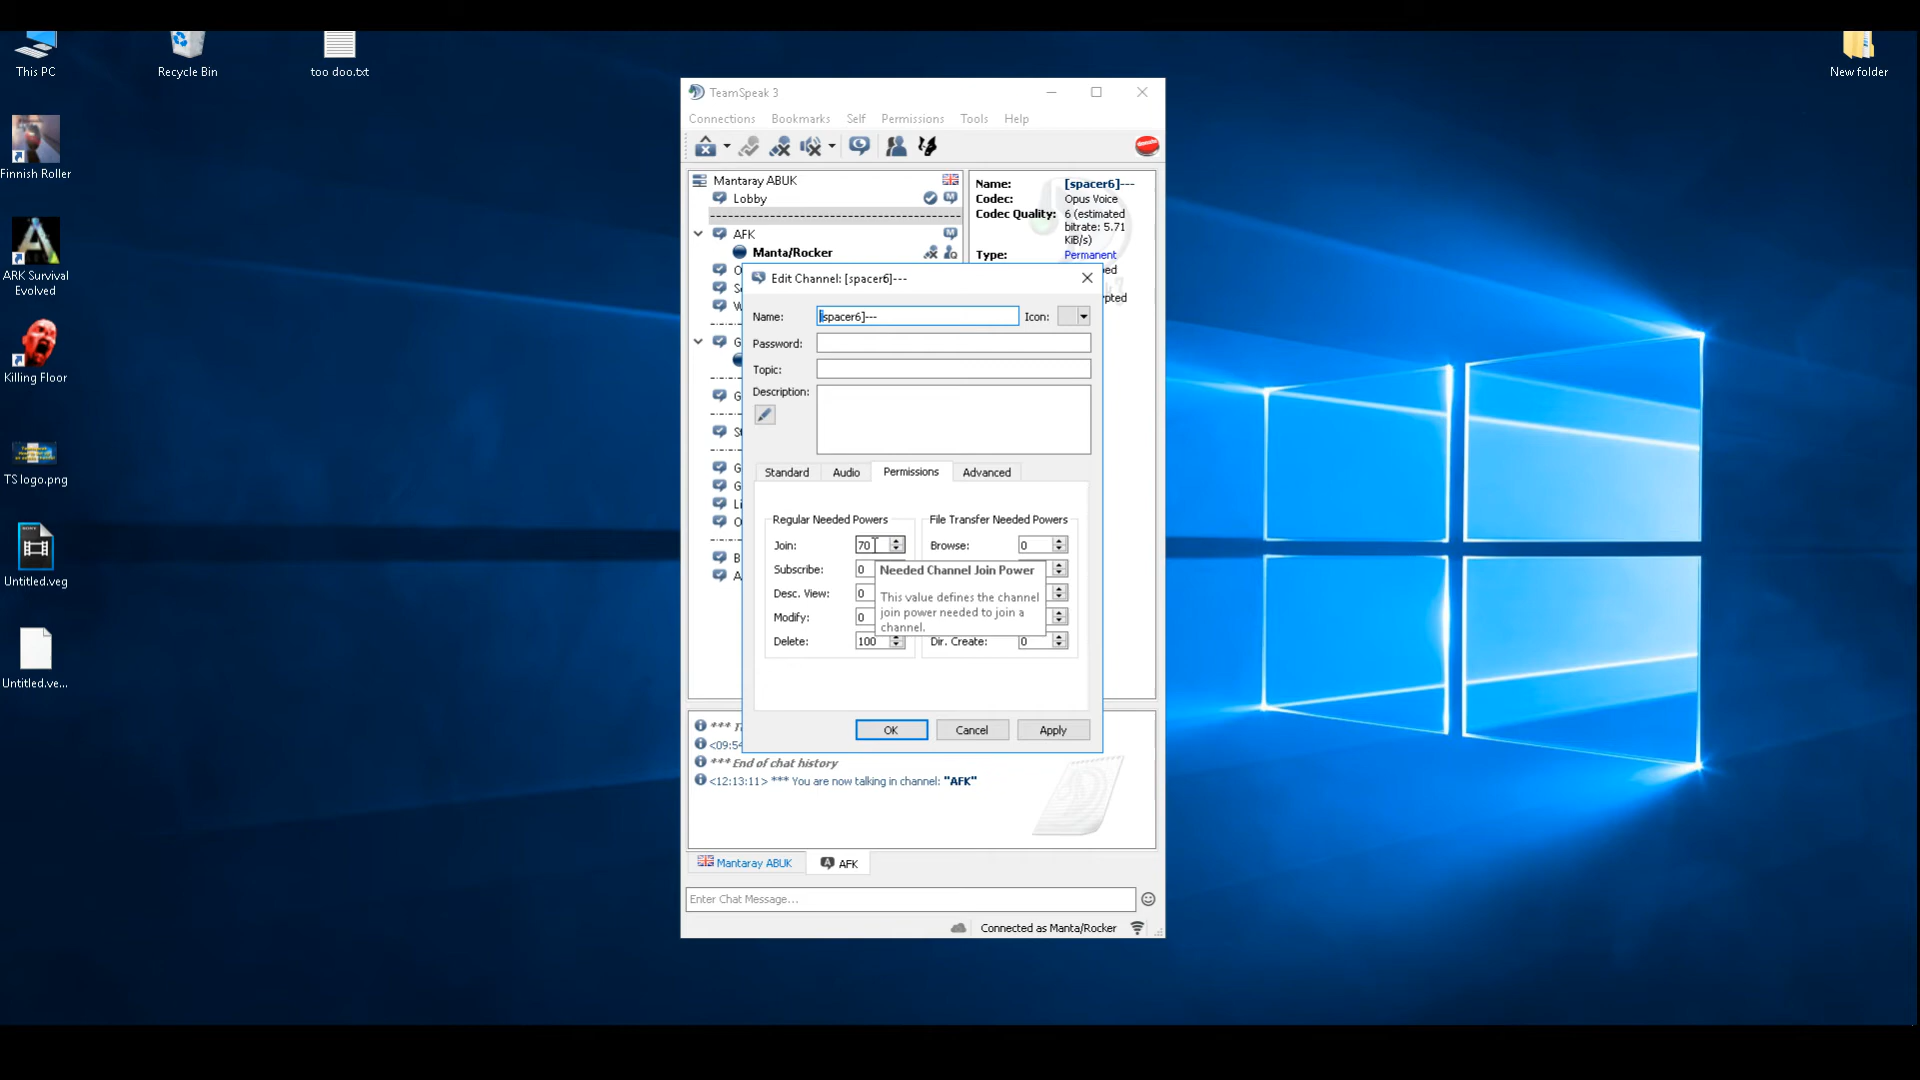 This PC
Recycle Bin
too doo.txt
New folder
Finnish Roller
ARK Survival
Evolved
Killing Floor
TS logo.png
Untitled.veg
Untitled.ve...
TeamSpeak 3
Connections Bookmarks Self Permissions Tools Help
Mantaray ABUK
Lobby
AFK
Manta/Rocker
Name: [spacer6]---
Codec: Opus Voice
Codec Quality: 6 (estimated
bitrate: 5.71
KiB/s)
Type: Permanent
Edit Channel: [spacer6]---
Name: [spacer6]--- Icon:
Password:
Topic:
Description:
Standard Audio Permissions Advanced
Regular Needed Powers File Transfer Needed Powers
Join: 70 Browse: 0
Subscribe: 0
Desc. View: 0
Modify: 0
Delete: 100 Dir. Create: 0
Needed Channel Join Power
This value defines the channel
join power needed to join a
channel.
OK Cancel Apply
<09:54
*** End of chat history
<12:13:11> *** You are now talking in channel: "AFK"
Mantaray ABUK AFK
Enter Chat Message...
Connected as Manta/Rocker